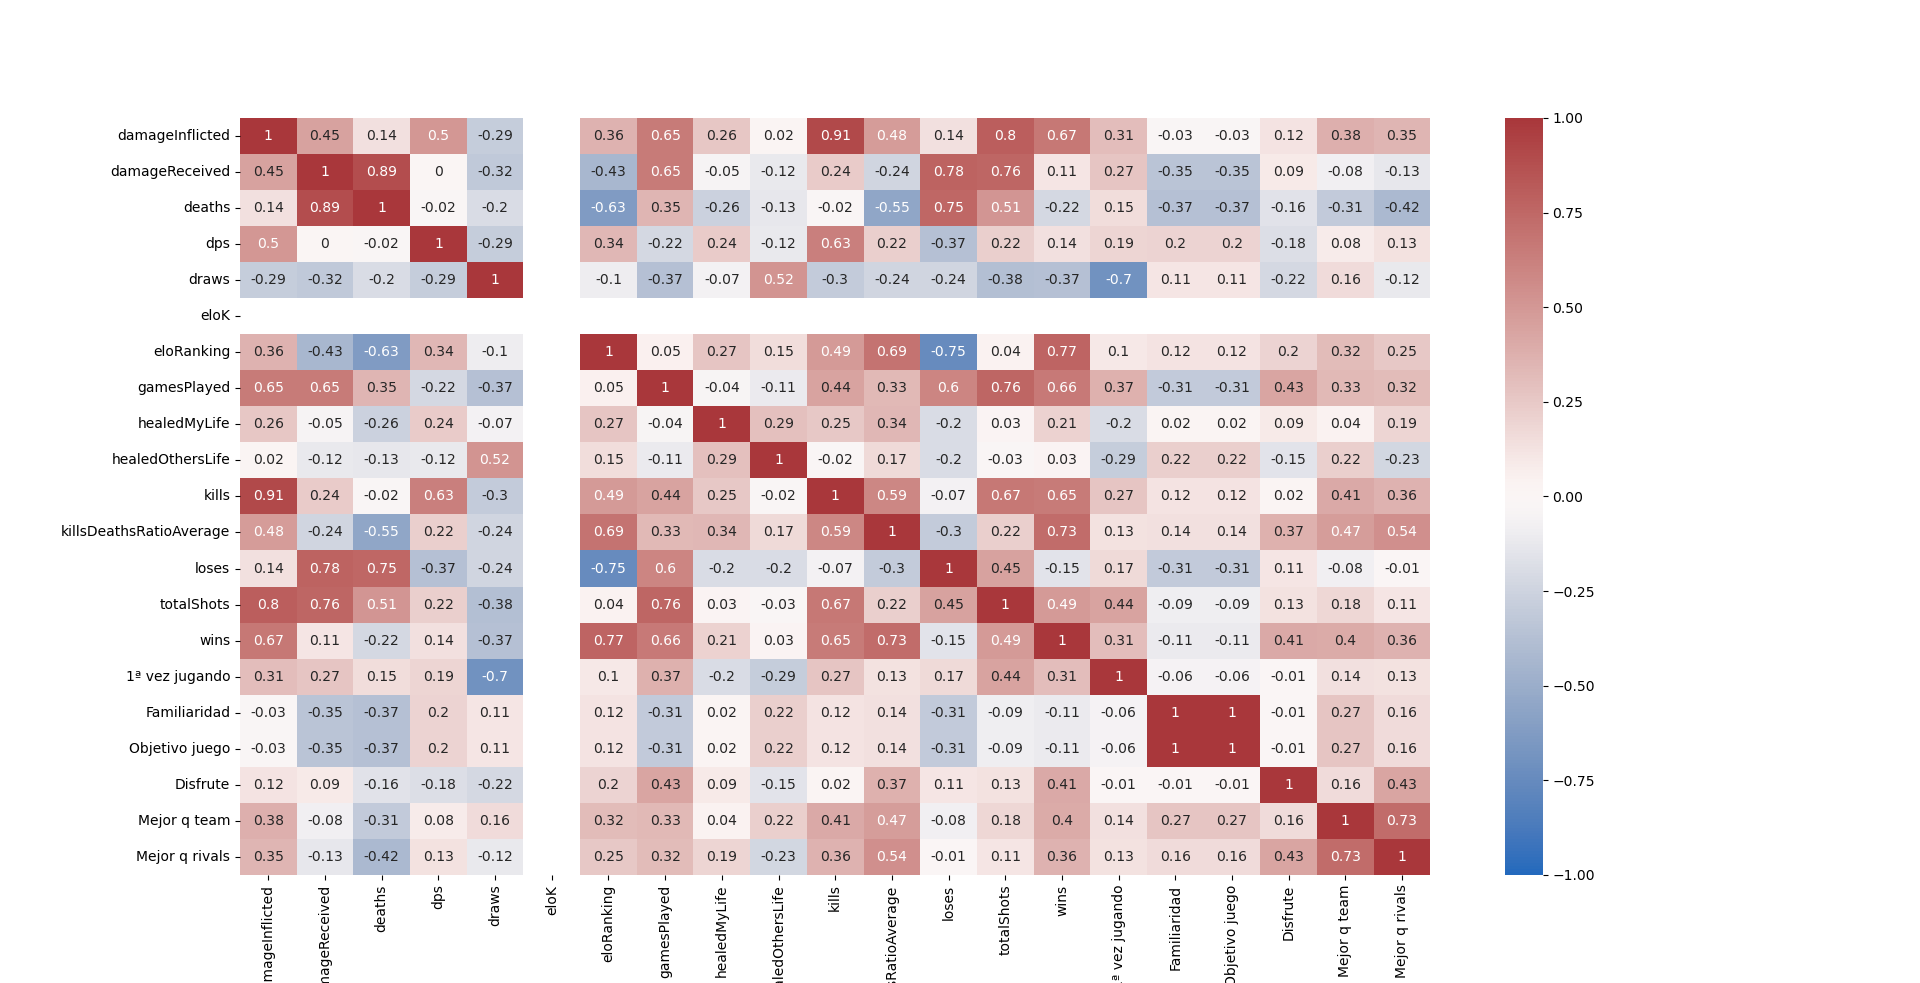 damageInflicted 1 0.45 0.14 0.5 -0.29 0.36 0.65 0.26 0.02 0.91 0.48 0.14 0.8 0.67 0.31 -0.03 -0.03 0.12 0.38 0.35
damageReceived 0.45 1 0.89 0 -0.32 -0.43 0.65 -0.05 -0.12 0.24 -0.24 0.78 0.76 0.11 0.27 -0.35 -0.35 0.09 -0.08 -0.13
deaths 0.14 0.89 1 -0.02 -0.2 -0.63 0.35 -0.26 -0.13 -0.02 -0.55 0.75 0.51 -0.22 0.15 -0.37 -0.37 -0.16 -0.31 -0.42
dps 0.5 0 -0.02 1 -0.29 0.34 -0.22 0.24 -0.12 0.63 0.22 -0.37 0.22 0.14 0.19 0.2 0.2 -0.18 0.08 0.13
draws -0.29 -0.32 -0.2 -0.29 1 -0.1 -0.37 -0.07 0.52 -0.3 -0.24 -0.24 -0.38 -0.37 -0.7 0.11 0.11 -0.22 0.16 -0.12
eloK
eloRanking 0.36 -0.43 -0.63 0.34 -0.1 1 0.05 0.27 0.15 0.49 0.69 -0.75 0.04 0.77 0.1 0.12 0.12 0.2 0.32 0.25
gamesPlayed 0.65 0.65 0.35 -0.22 -0.37 0.05 1 -0.04 -0.11 0.44 0.33 0.6 0.76 0.66 0.37 -0.31 -0.31 0.43 0.33 0.32
healedMyLife 0.26 -0.05 -0.26 0.24 -0.07 0.27 -0.04 1 0.29 0.25 0.34 -0.2 0.03 0.21 -0.2 0.02 0.02 0.09 0.04 0.19
healedOthersLife 0.02 -0.12 -0.13 -0.12 0.52 0.15 -0.11 0.29 1 -0.02 0.17 -0.2 -0.03 0.03 -0.29 0.22 0.22 -0.15 0.22 -0.23
kills 0.91 0.24 -0.02 0.63 -0.3 0.49 0.44 0.25 -0.02 1 0.59 -0.07 0.67 0.65 0.27 0.12 0.12 0.02 0.41 0.36
killsDeathsRatioAverage 0.48 -0.24 -0.55 0.22 -0.24 0.69 0.33 0.34 0.17 0.59 1 -0.3 0.22 0.73 0.13 0.14 0.14 0.37 0.47 0.54
loses 0.14 0.78 0.75 -0.37 -0.24 -0.75 0.6 -0.2 -0.2 -0.07 -0.3 1 0.45 -0.15 0.17 -0.31 -0.31 0.11 -0.08 -0.01
totalShots 0.8 0.76 0.51 0.22 -0.38 0.04 0.76 0.03 -0.03 0.67 0.22 0.45 1 0.49 0.44 -0.09 -0.09 0.13 0.18 0.11
wins 0.67 0.11 -0.22 0.14 -0.37 0.77 0.66 0.21 0.03 0.65 0.73 -0.15 0.49 1 0.31 -0.11 -0.11 0.41 0.4 0.36
1ª vez jugando 0.31 0.27 0.15 0.19 -0.7 0.1 0.37 -0.2 -0.29 0.27 0.13 0.17 0.44 0.31 1 -0.06 -0.06 -0.01 0.14 0.13
Familiaridad -0.03 -0.35 -0.37 0.2 0.11 0.12 -0.31 0.02 0.22 0.12 0.14 -0.31 -0.09 -0.11 -0.06 1 1 -0.01 0.27 0.16
Objetivo juego -0.03 -0.35 -0.37 0.2 0.11 0.12 -0.31 0.02 0.22 0.12 0.14 -0.31 -0.09 -0.11 -0.06 1 1 -0.01 0.27 0.16
Disfrute 0.12 0.09 -0.16 -0.18 -0.22 0.2 0.43 0.09 -0.15 0.02 0.37 0.11 0.13 0.41 -0.01 -0.01 -0.01 1 0.16 0.43
Mejor q team 0.38 -0.08 -0.31 0.08 0.16 0.32 0.33 0.04 0.22 0.41 0.47 -0.08 0.18 0.4 0.14 0.27 0.27 0.16 1 0.73
Mejor q rivals 0.35 -0.13 -0.42 0.13 -0.12 0.25 0.32 0.19 -0.23 0.36 0.54 -0.01 0.11 0.36 0.13 0.16 0.16 0.43 0.73 1
mageInflicted
mageReceived
deaths
dps
draws
eloK
eloRanking
gamesPlayed
healedMyLife
aledOthersLife
kills
sRatioAverage
loses
totalShots
wins
ª vez jugando
Familiaridad
Objetivo juego
Disfrute
Mejor q team
Mejor q rivals
1.00
0.75
0.50
0.25
0.00
−0.25
−0.50
−0.75
−1.00